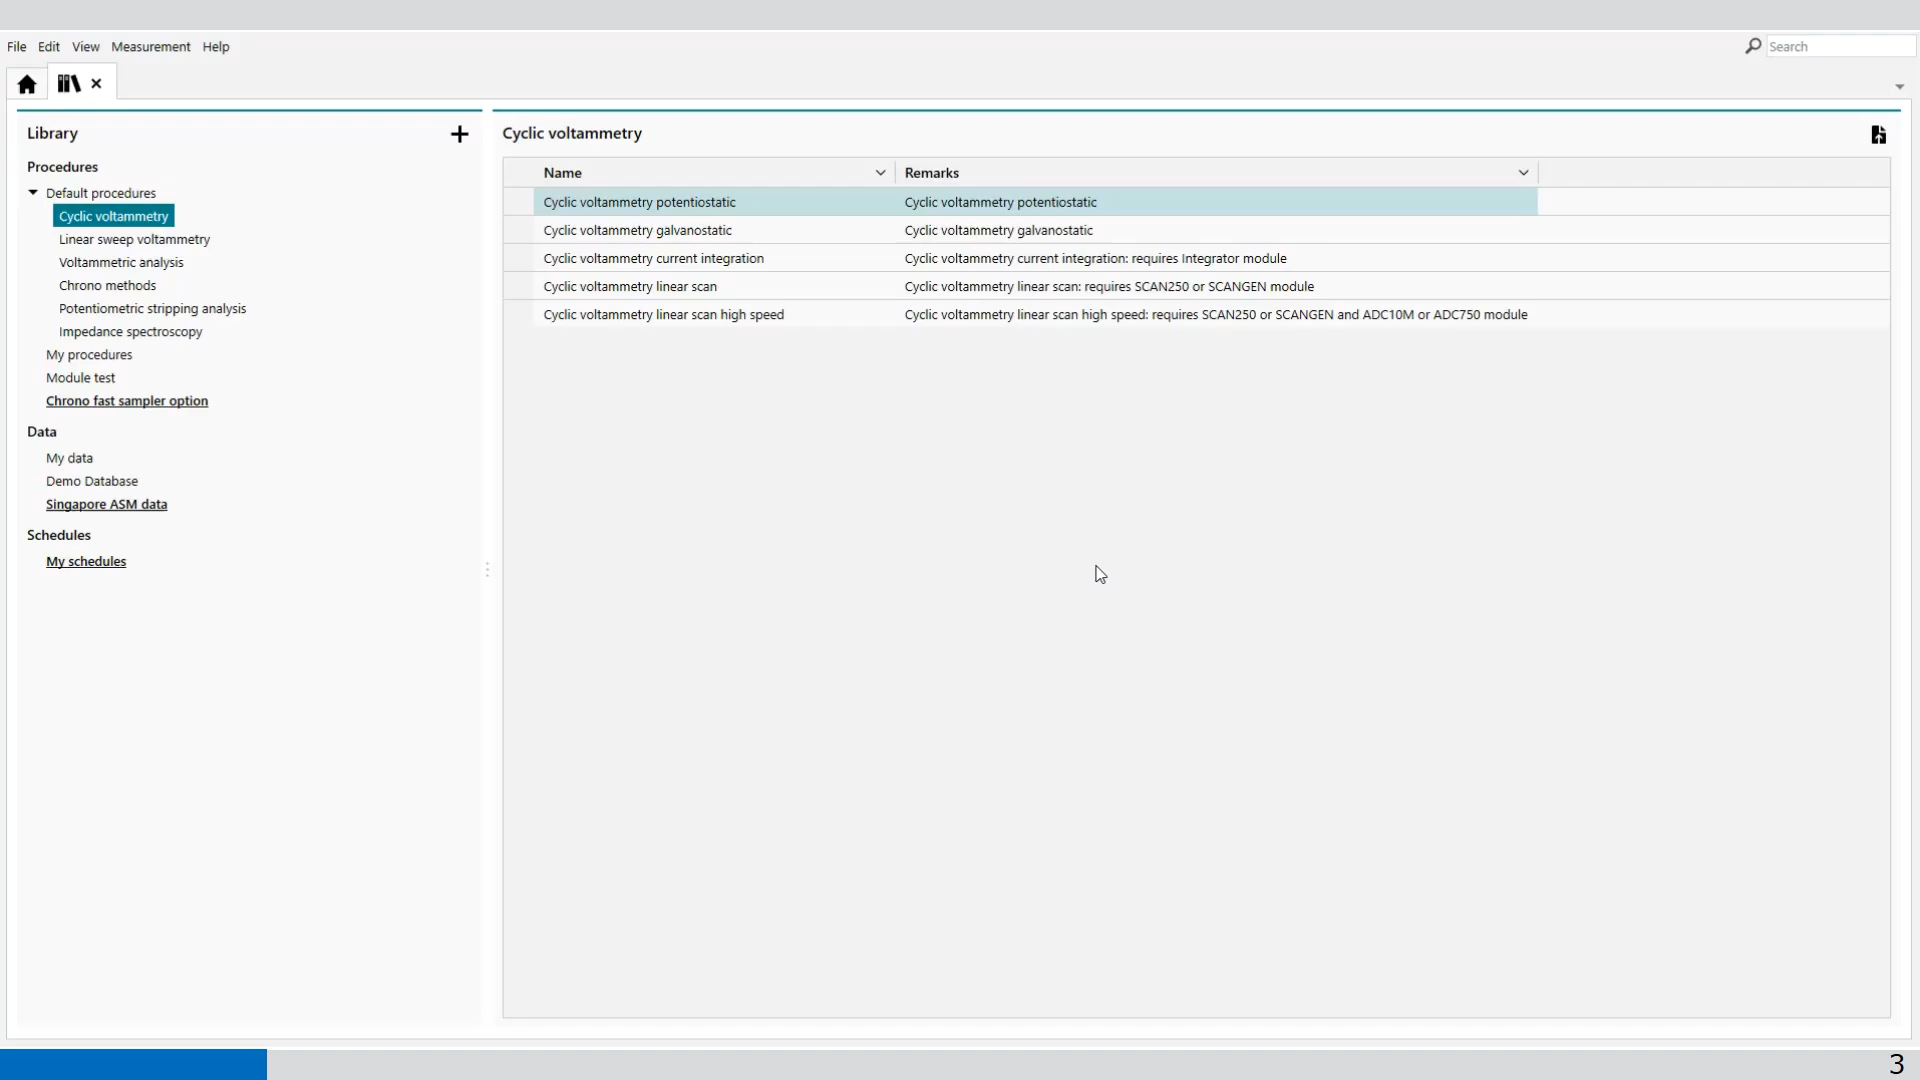 File Edit View Measurement Help
Search
Library
Procedures
Default procedures
Cyclic voltammetry
Linear sweep voltammetry
Voltammetric analysis
Chrono methods
Potentiometric stripping analysis
Impedance spectroscopy
My procedures
Module test
Chrono fast sampler option
Data
My data
Demo Database
Singapore ASM data
Schedules
My schedules
Cyclic voltammetry
Name Remarks
Cyclic voltammetry potentiostatic Cyclic voltammetry potentiostatic
Cyclic voltammetry galvanostatic Cyclic voltammetry galvanostatic
Cyclic voltammetry current integration Cyclic voltammetry current integration: requires Integrator module
Cyclic voltammetry linear scan Cyclic voltammetry linear scan: requires SCAN250 or SCANGEN module
Cyclic voltammetry linear scan high speed Cyclic voltammetry linear scan high speed: requires SCAN250 or SCANGEN and ADC10M or ADC750 module
3